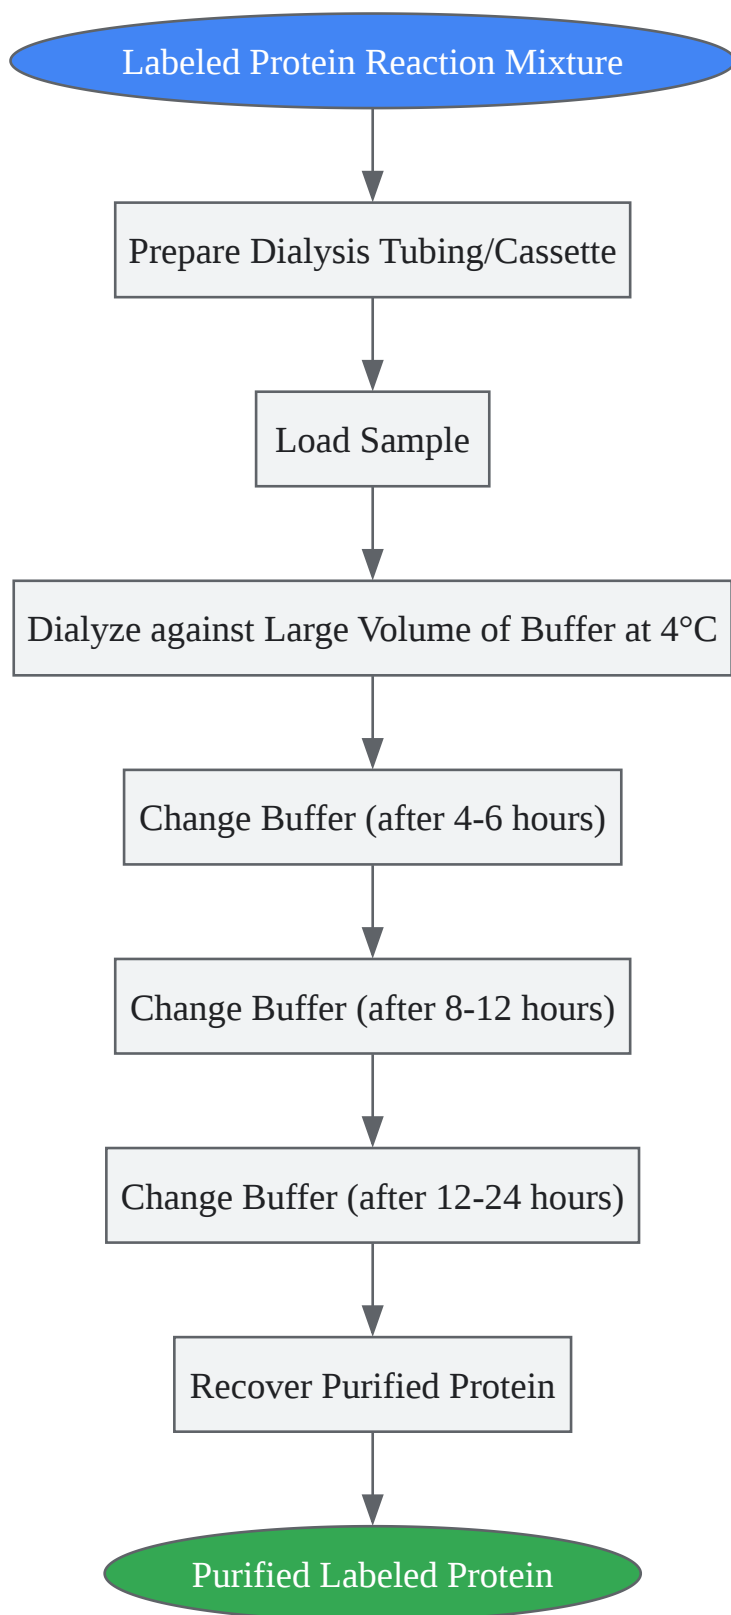 Labeled Protein Reaction Mixture
Prepare Dialysis Tubing/Cassette
Load Sample
Dialyze against Large Volume of Buffer at 4°C
Change Buffer (after 4-6 hours)
Change Buffer (after 8-12 hours)
Change Buffer (after 12-24 hours)
Recover Purified Protein
Purified Labeled Protein